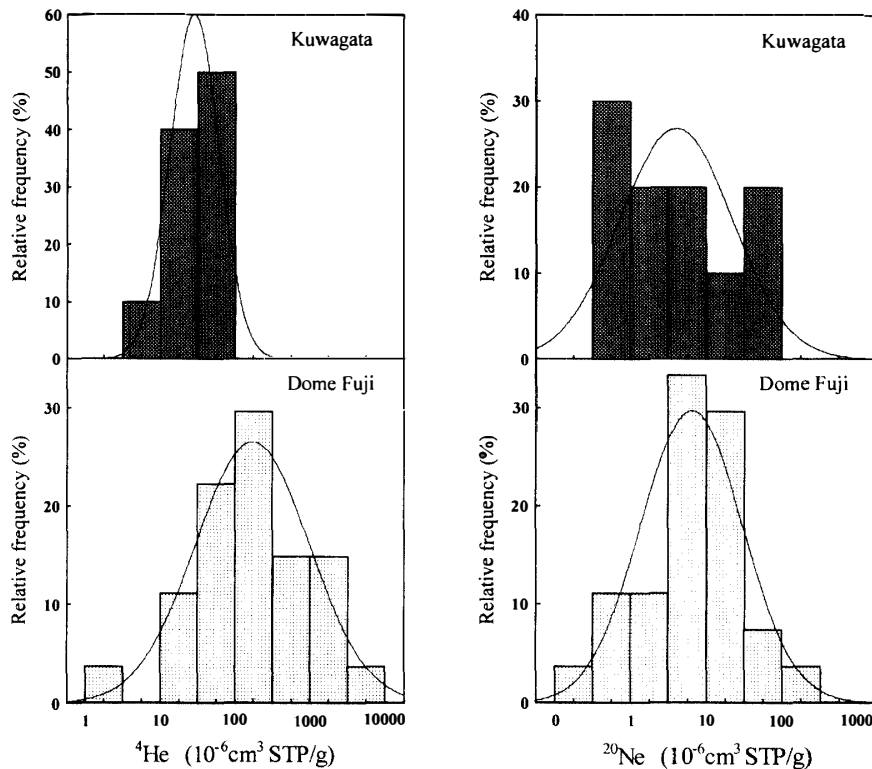 Kuwagata
Relative frequency (%)
60
50
40
30
20
10
0
Kuwagata
Relative frequency (%)
40
30
20
10
0
Dome Fuji
Relative frequency (%)
30
20
10
0
1 10 100 1000 10000
⁴He (10⁻⁶cm³ STP/g)
Dome Fuji
Relative frequency (%)
30
20
10
0
0 1 10 100 1000
²⁰Ne (10⁻⁶cm³ STP/g)